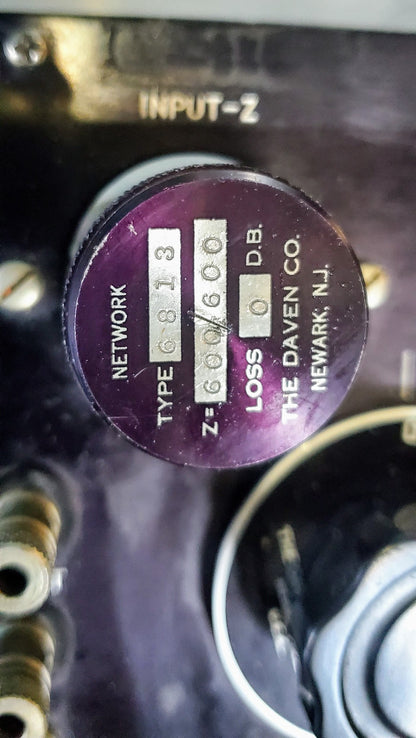 INPUT-Z
NETWORK
TYPE 6813
Z= 600/600
LOSS 0 D.B.
THE DAVEN CO.
NEWARK, N.J.